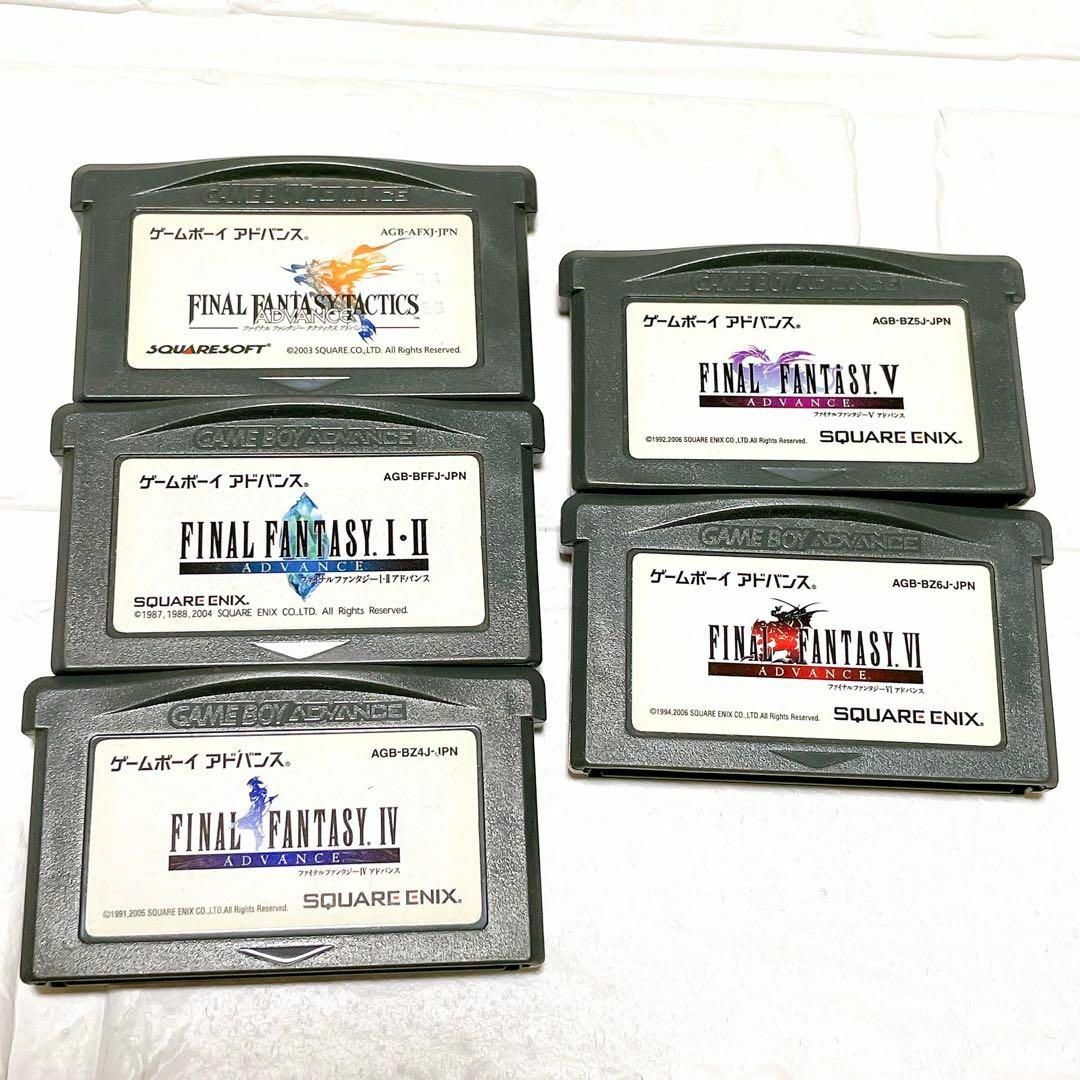 GAME BOY ADVANCE
ゲームボーイ アドバンス®
AGB-AFXJ-JPN
34
E3
FINAL FANTASY TACTICS
ADVANCE
ファイナル ファンタジー タクティクス アドバンス
SQUARESOFT®
©2003 SQUARE CO.,LTD. All Rights Reserved.
GAME BOY ADVANCE
ゲームボーイ アドバンス®
AGB-BFFJ-JPN
FINAL FANTASY. I・II
ADVANCE
ファイナルファンタジーI・II アドバンス
SQUARE ENIX.
©1987, 1988, 2004 SQUARE ENIX CO.,LTD. All Rights Reserved.
GAME BOY ADVANCE
ゲームボーイ アドバンス®
AGB-BZ4J-JPN
FINAL FANTASY. IV
ADVANCE
ファイナルファンタジーIV アドバンス
©1991,2005 SQUARE ENIX CO.,LTD.All Rights Reserved.
SQUARE ENIX.
GAME BOY ADVANCE
ゲームボーイ アドバンス®
AGB-BZ5J-JPN
FINAL FANTASY. V
ADVANCE
ファイナルファンタジーV アドバンス
©1992,2006 SQUARE ENIX CO.,LTD.All Rights Reserved.
SQUARE ENIX.
GAME BOY ADVANCE
ゲームボーイ アドバンス®
AGB-BZ6J-JPN
FINAL FANTASY. VI
ADVANCE
ファイナルファンタジーVI アドバンス
©1994,2006 SQUARE ENIX CO.,LTD.All Rights Reserved.
SQUARE ENIX.